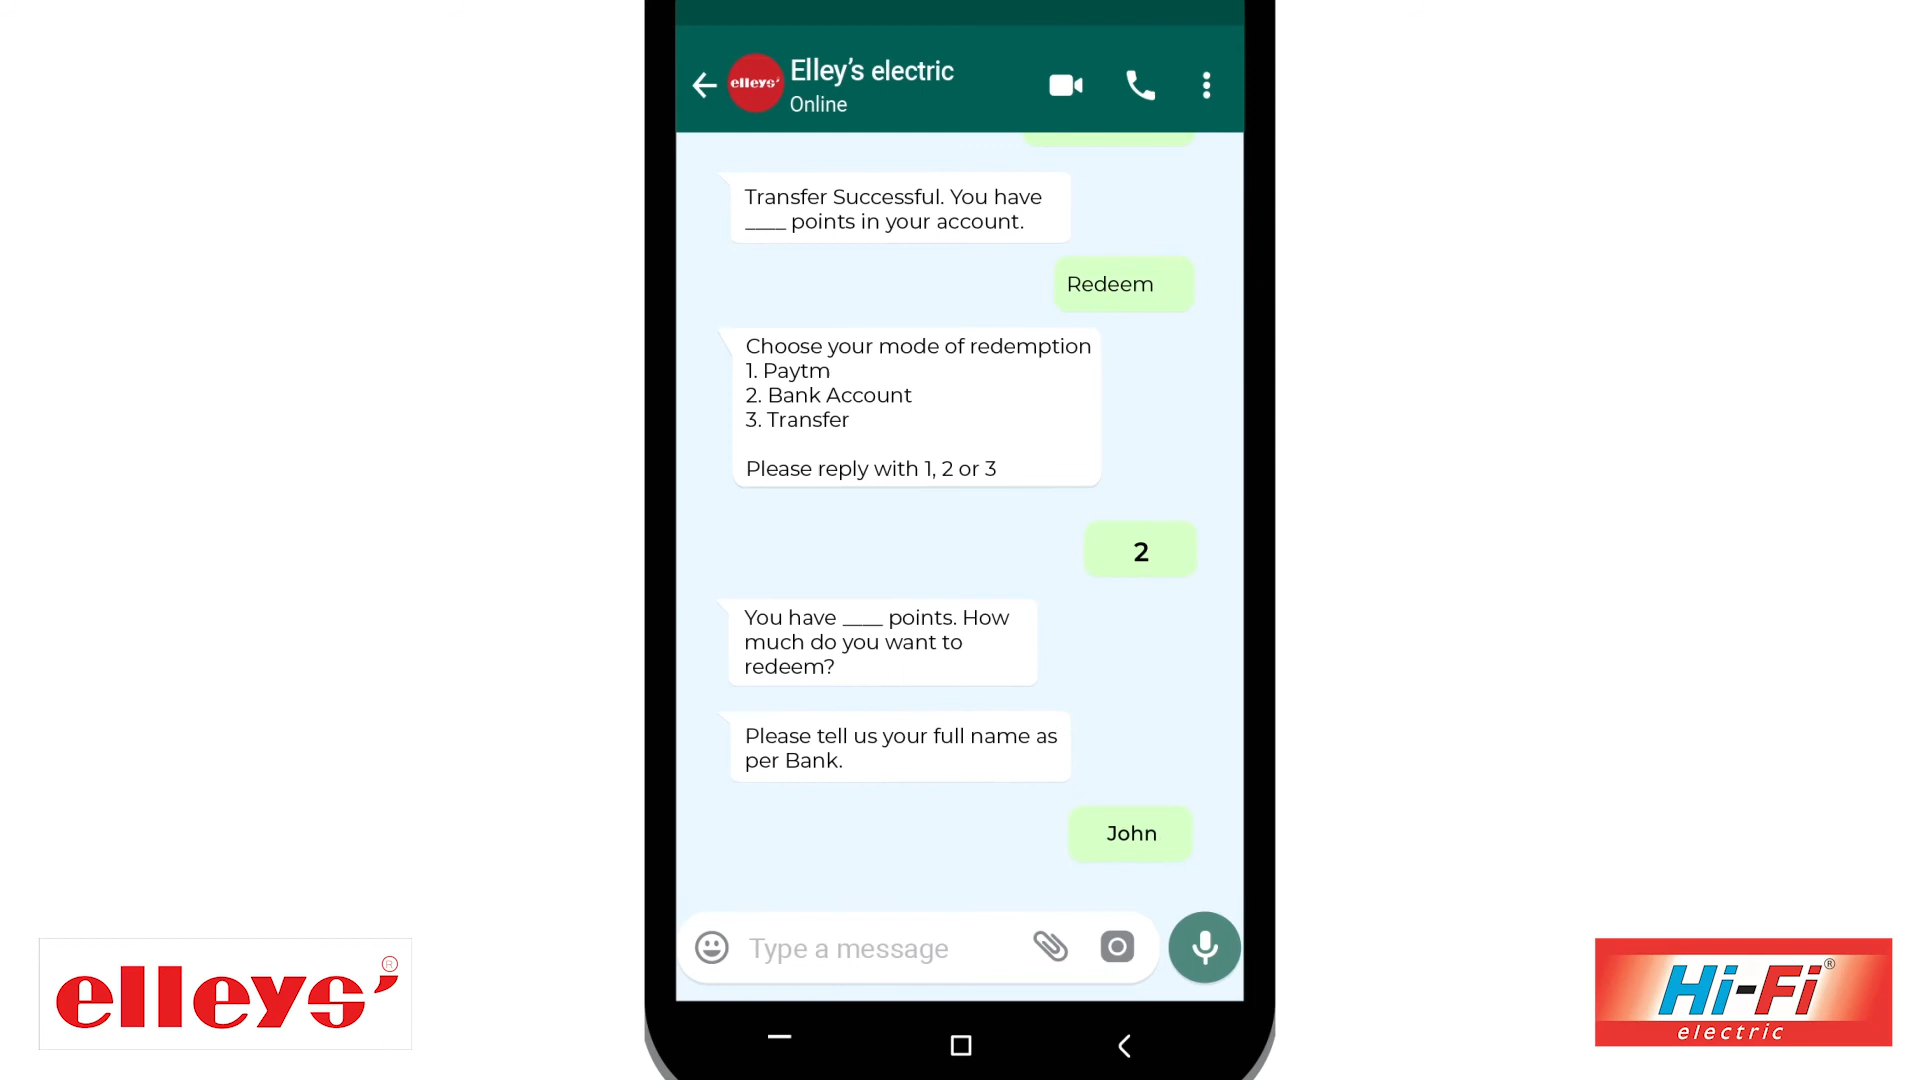 Elley’s electric
Online
elleys’
Transfer Successful. You have
____ points in your account.
Redeem
Choose your mode of redemption
1. Paytm
2. Bank Account
3. Transfer
Please reply with 1, 2 or 3
2
You have ____ points. How
much do you want to
redeem?
Please tell us your full name as
per Bank.
John
Type a message
elleys’®
Hi-Fi®
electric